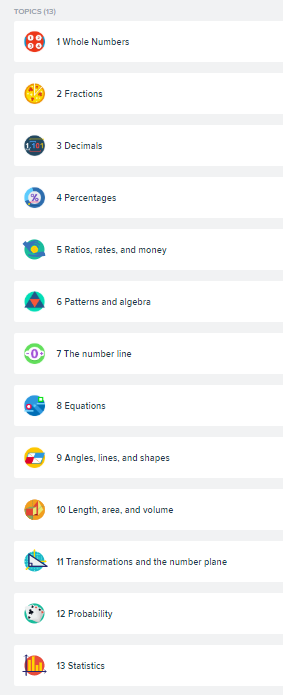 TOPICS (13)
1 Whole Numbers
2 Fractions
3 Decimals
4 Percentages
5 Ratios, rates, and money
6 Patterns and algebra
7 The number line
8 Equations
9 Angles, lines, and shapes
10 Length, area, and volume
11 Transformations and the number plane
12 Probability
13 Statistics